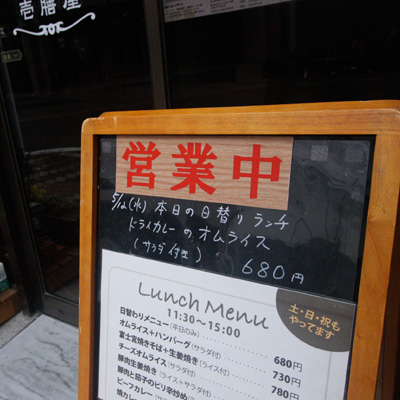 壱膳屋
営業中
5/12(水)本日の日替りランチ
ドライカレーのオムライス
(サラダ付き)
680円
Lunch Menu
11:30〜15:00
土・日・祝も
やってます
日替わりメニュー(平日のみ) 680円
オムライス+ハンバーグ(サラダ付) 730円
富士宮焼きそば+生姜焼き(ライス付) 780円
チーズオムライス(サラダ付)
豚肉生姜焼き(ライス+サラダ付)
豚肉と茄子のピリ辛炒め
ビーフカレー